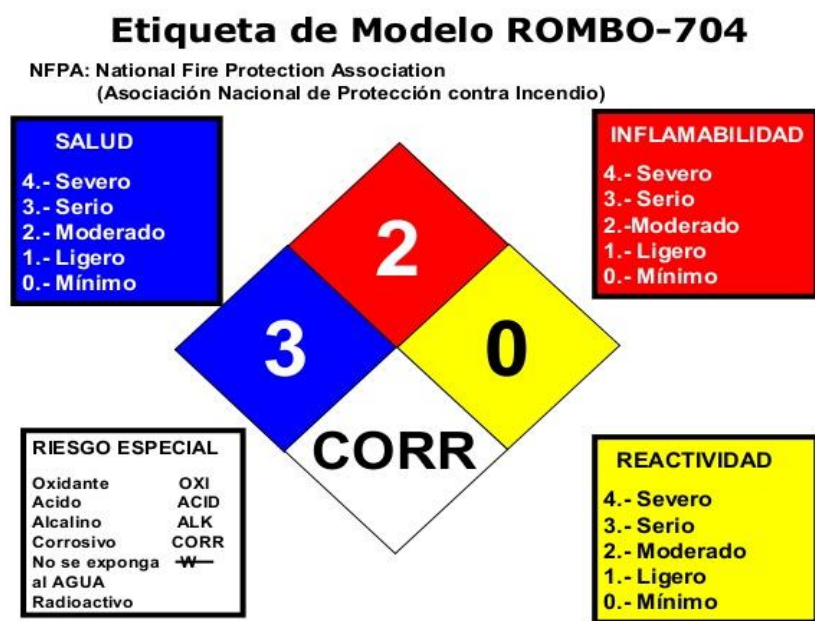 Etiqueta de Modelo ROMBO-704
NFPA: National Fire Protection Association
(Asociación Nacional de Protección contra Incendio)
SALUD
4.- Severo
3.- Serio
2.- Moderado
1.- Ligero
0.- Mínimo
INFLAMABILIDAD
4.- Severo
3.- Serio
2.-Moderado
1.- Ligero
0.- Mínimo
2
3
0
CORR
RIESGO ESPECIAL
Oxidante OXI
Acido ACID
Alcalino ALK
Corrosivo CORR
No se exponga W
al AGUA
Radioactivo
REACTIVIDAD
4.- Severo
3.- Serio
2.- Moderado
1.- Ligero
0.- Mínimo